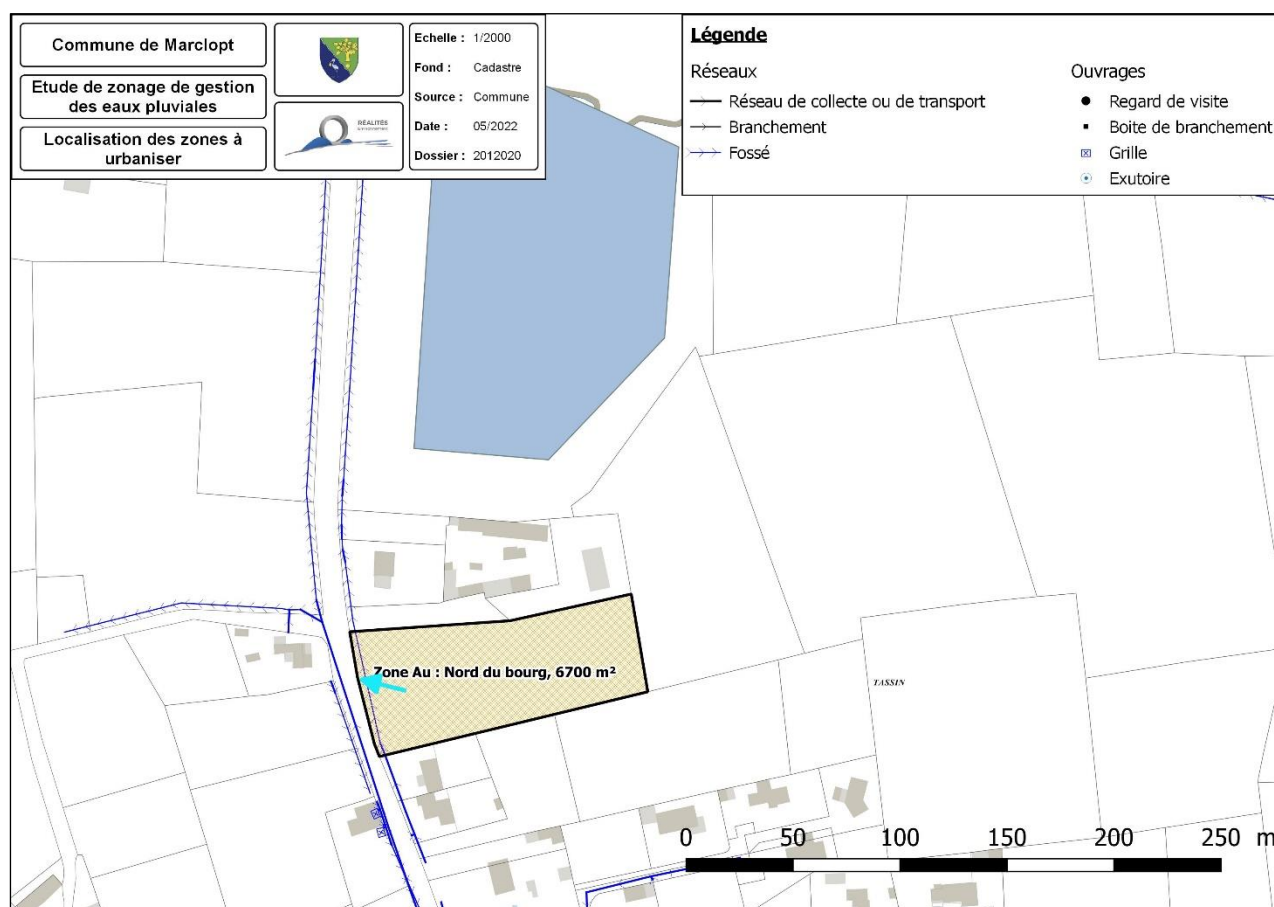 Commune de Marclopt
Etude de zonage de gestion
des eaux pluviales
Localisation des zones à
urbaniser
RÉALITÉS
Echelle : 1/2000
Fond : Cadastre
Source : Commune
Date : 05/2022
Dossier : 2012020
Légende
Réseaux
Réseau de collecte ou de transport
Branchement
Fossé
Ouvrages
Regard de visite
Boite de branchement
Grille
Exutoire
Zone Au : Nord du bourg, 6700 m²
TASSIN
0 50 100 150 200 250 m